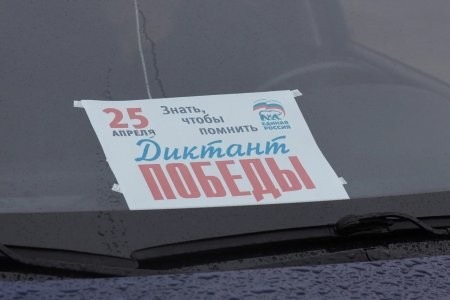 25
АПРЕЛЯ
Знать,
чтобы
помнить
ЕДИНАЯ
РОССИЯ
Диктант
ПОБЕДЫ